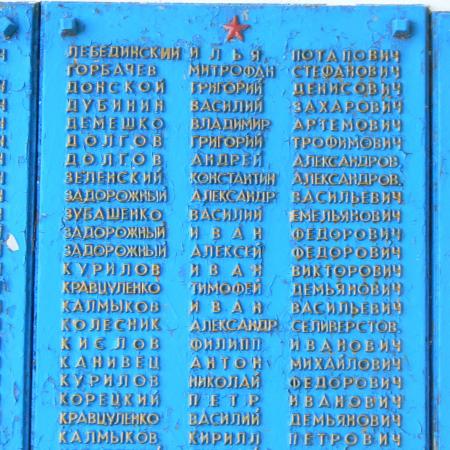 ЛЕБЕДИНСКИЙ ИЛЬЯ ПОТАПОВИЧ
ГОРБАЧЕВ МИТРОФАН СТЕФАНОВИЧ
ДОНСКОЙ ГРИГОРИЙ ДЕНИСОВИЧ
ДУБИНИН ВАСИЛИЙ ЗАХАРОВИЧ
ДЕМЕШКО ВЛАДИМИР АРТЕМОВИЧ
ДОЛГОВ ГРИГОРИЙ ТРОФИМОВИЧ
ДОЛГОВ АНДРЕЙ АЛЕКСАНДРОВ.
ЗЕЛЕНСКИЙ КОНСТАНТИН АЛЕКСАНДРОВ.
ЗАДОРОЖНЫЙ АЛЕКСАНДР ВАСИЛЬЕВИЧ
ЗУБАШЕНКО ВАСИЛИЙ ЕМЕЛЬЯНОВИЧ
ЗАДОРОЖНЫЙ ИВАН ФЕДОРОВИЧ
ЗАДОРОЖНЫЙ АЛЕКСЕЙ ФЕДОРОВИЧ
КУРИЛОВ ИВАН ВИКТОРОВИЧ
КРАВЦУЛЕНКО ТИМОФЕЙ ДЕМЬЯНОВИЧ
КАЛМЫКОВ ИВАН ВАСИЛЬЕВИЧ
КОЛЕСНИК АЛЕКСАНДР СЕЛИВЕРСТОВ.
КИСЛОВ ФИЛИПП ИВАНОВИЧ
КАНИВЕЦ АНТОН МИХАЙЛОВИЧ
КУРИЛОВ НИКОЛАЙ ФЕДОРОВИЧ
КОРЕЦКИЙ ПЕТР ИВАНОВИЧ
КРАВЦУЛЕНКО ВАСИЛИЙ ДЕМЬЯНОВИЧ
КАЛМЫКОВ КИРИЛЛ ПЕТРОВИЧ